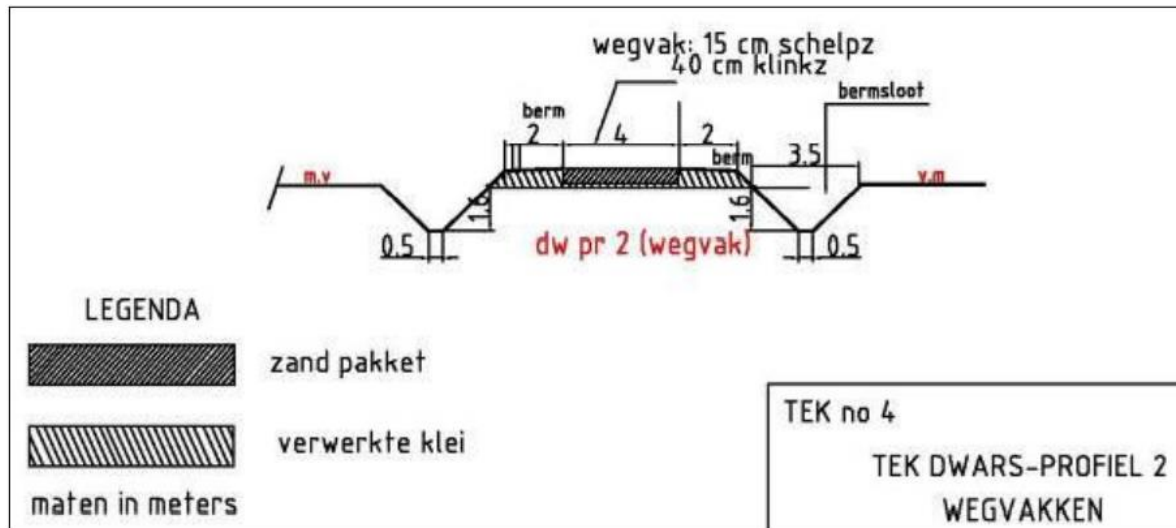 wegvak: 15 cm schelpz
40 cm klinkz
bermsloot
berm
2
4
2
berm
3.5
m.v
v.m
1.6
1.6
0.5
dw pr 2 (wegvak)
0.5
LEGENDA
zand pakket
verwerkte klei
maten in meters
TEK no 4
TEK DWARS-PROFIEL 2
WEGVAKKEN